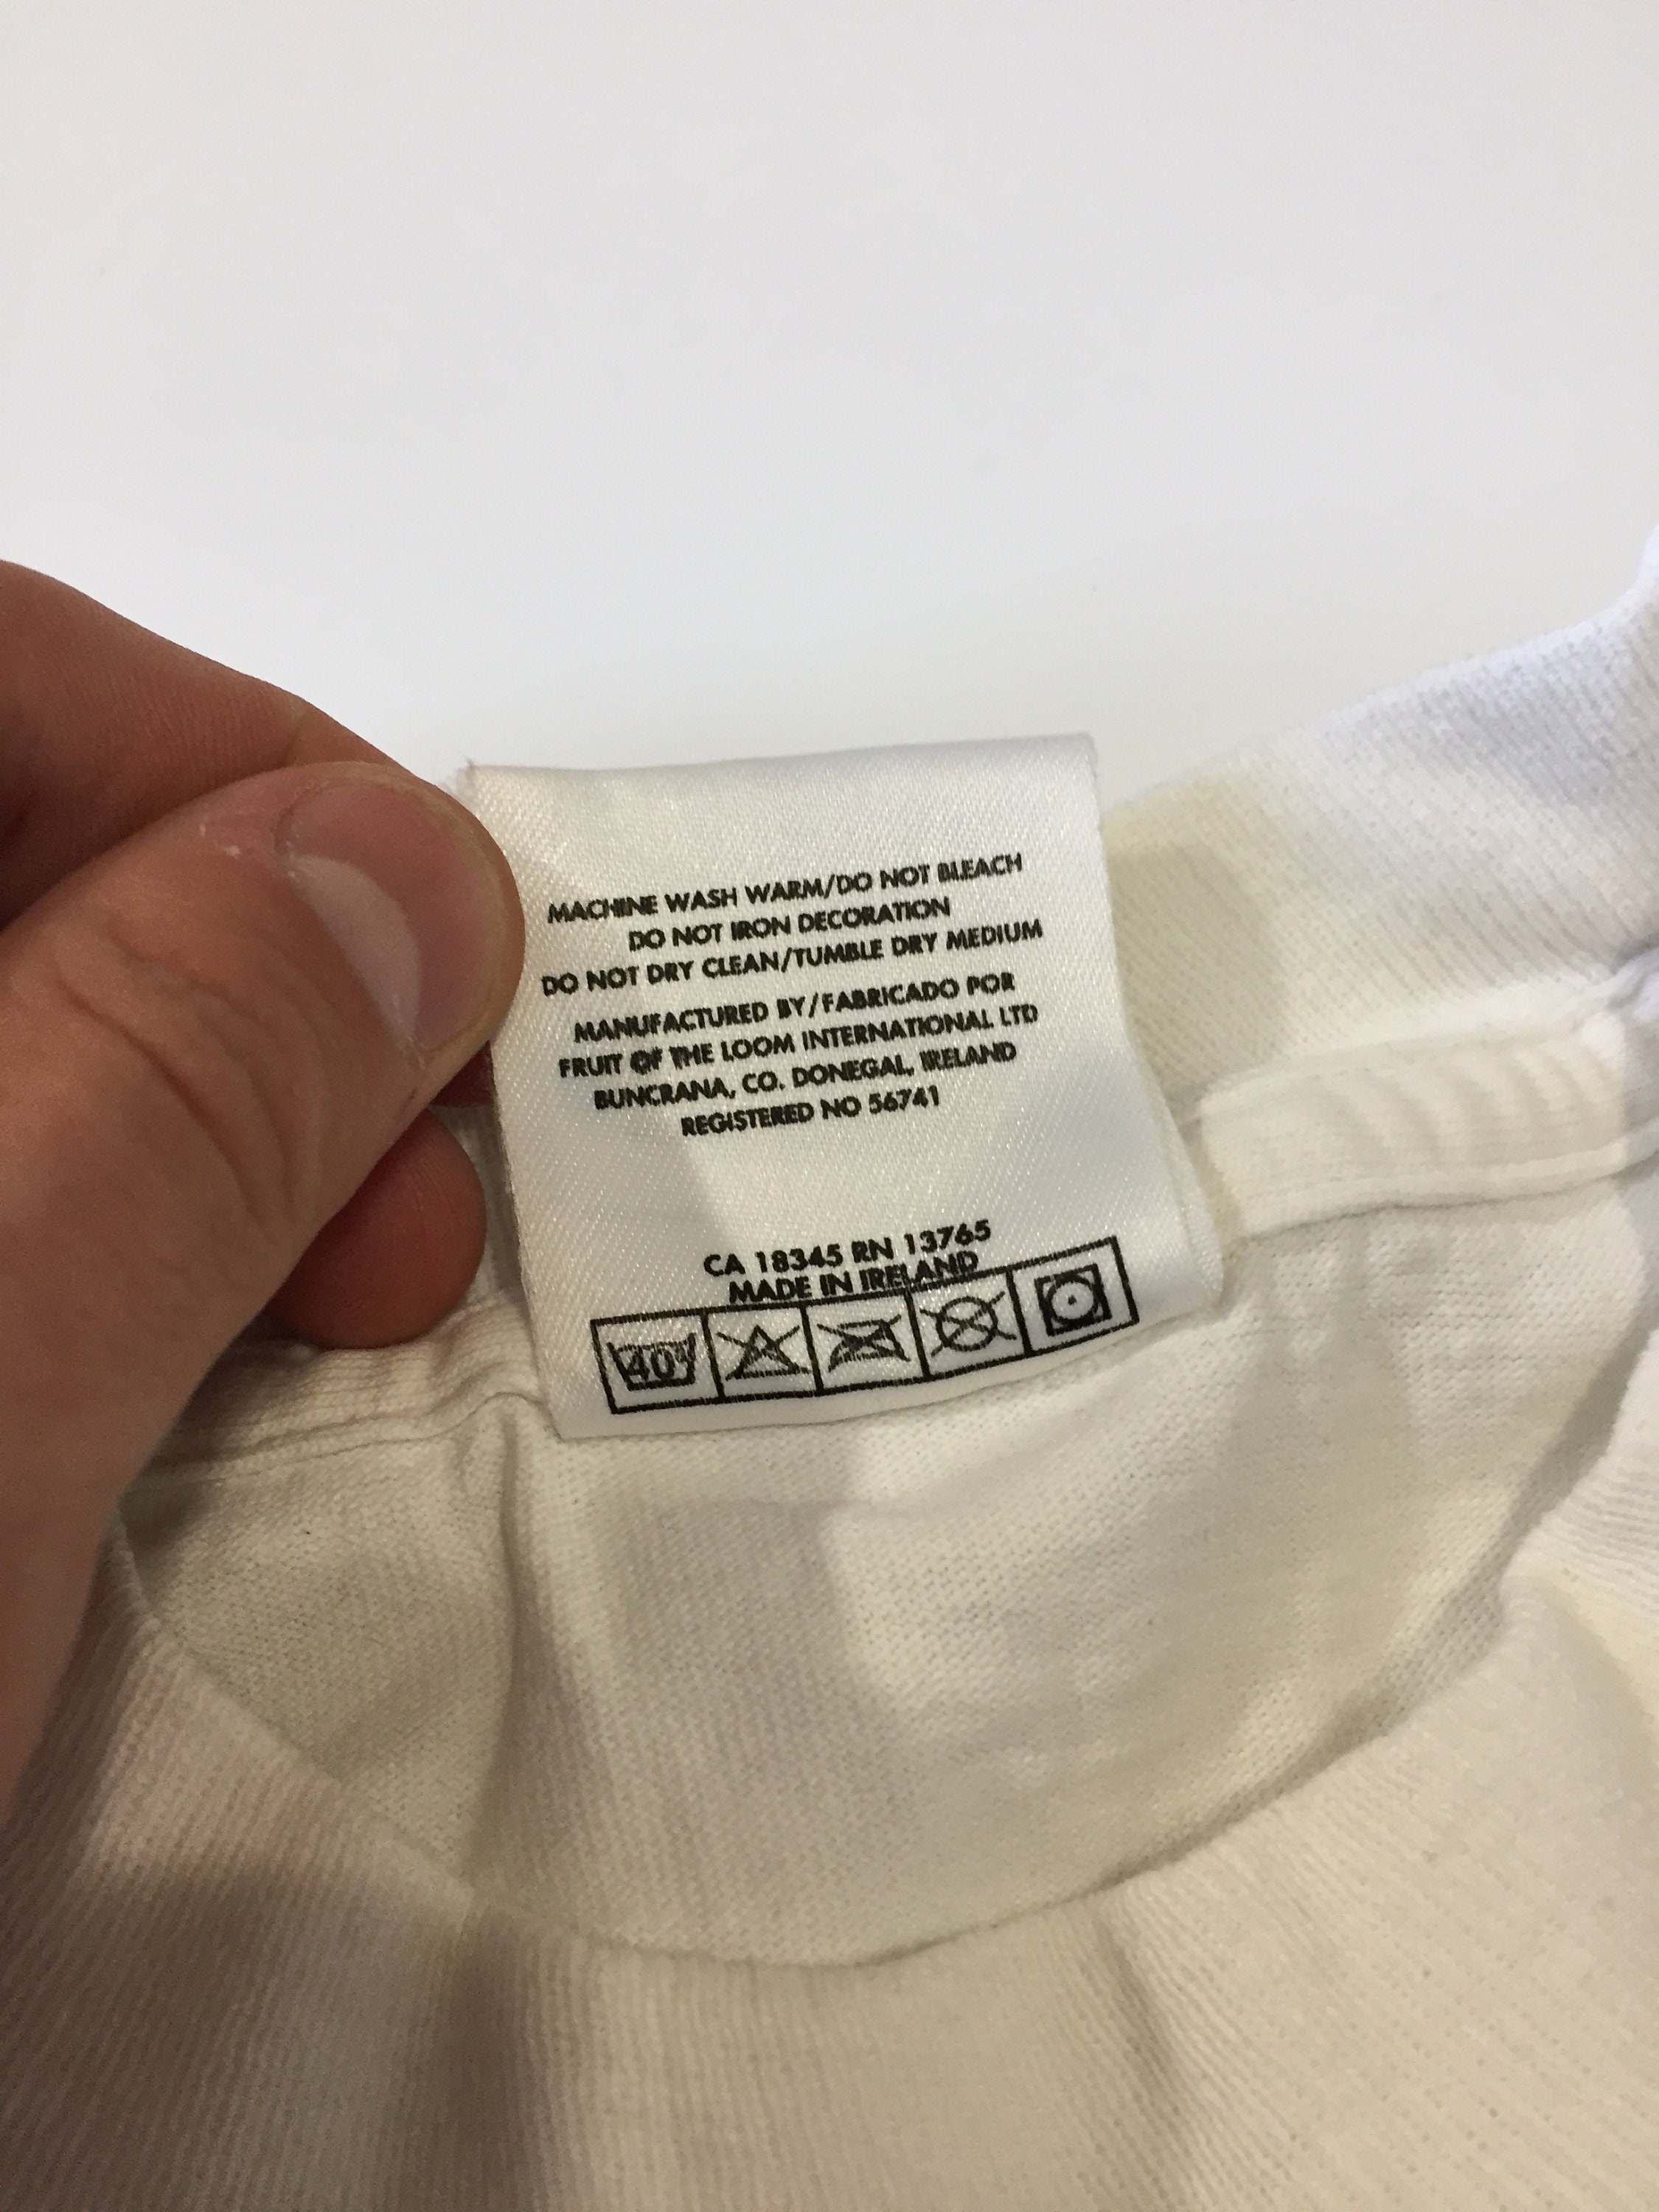 MACHINE WASH WARM/DO NOT BLEACH
DO NOT IRON DECORATION
DO NOT DRY CLEAN/TUMBLE DRY MEDIUM
MANUFACTURED BY/FABRICADO POR
FRUIT OF THE LOOM INTERNATIONAL LTD
BUNCRANA, CO. DONEGAL, IRELAND
REGISTERED NO 56741
CA 18345 RN 13765
MADE IN IRELAND
40°